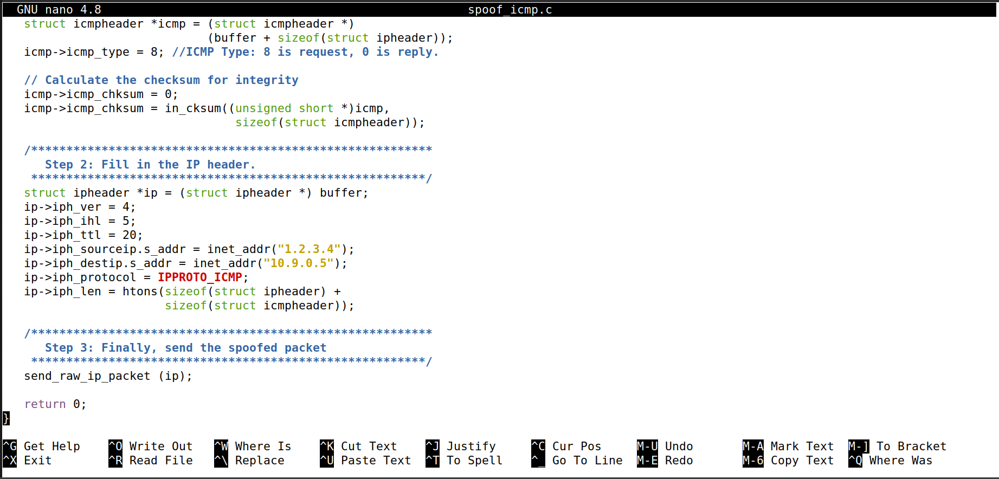 GNU nano 4.8 spoof_icmp.c
struct icmpheader *icmp = (struct icmpheader *)
(buffer + sizeof(struct ipheader));
icmp->icmp_type = 8; //ICMP Type: 8 is request, 0 is reply.
// Calculate the checksum for integrity
icmp->icmp_chksum = 0;
icmp->icmp_chksum = in_cksum((unsigned short *)icmp,
sizeof(struct icmpheader));
/*********************************************************
Step 2: Fill in the IP header.
********************************************************/
struct ipheader *ip = (struct ipheader *) buffer;
ip->iph_ver = 4;
ip->iph_ihl = 5;
ip->iph_ttl = 20;
ip->iph_sourceip.s_addr = inet_addr("1.2.3.4");
ip->iph_destip.s_addr = inet_addr("10.9.0.5");
ip->iph_protocol = IPPROTO_ICMP;
ip->iph_len = htons(sizeof(struct ipheader) +
sizeof(struct icmpheader));
/*********************************************************
Step 3: Finally, send the spoofed packet
********************************************************/
send_raw_ip_packet (ip);
return 0;
}
^G Get Help ^O Write Out ^W Where Is ^K Cut Text ^J Justify ^C Cur Pos M-U Undo M-A Mark Text M-] To Bracket
^X Exit ^R Read File ^\ Replace ^U Paste Text ^T To Spell ^_ Go To Line M-E Redo M-6 Copy Text ^Q Where Was